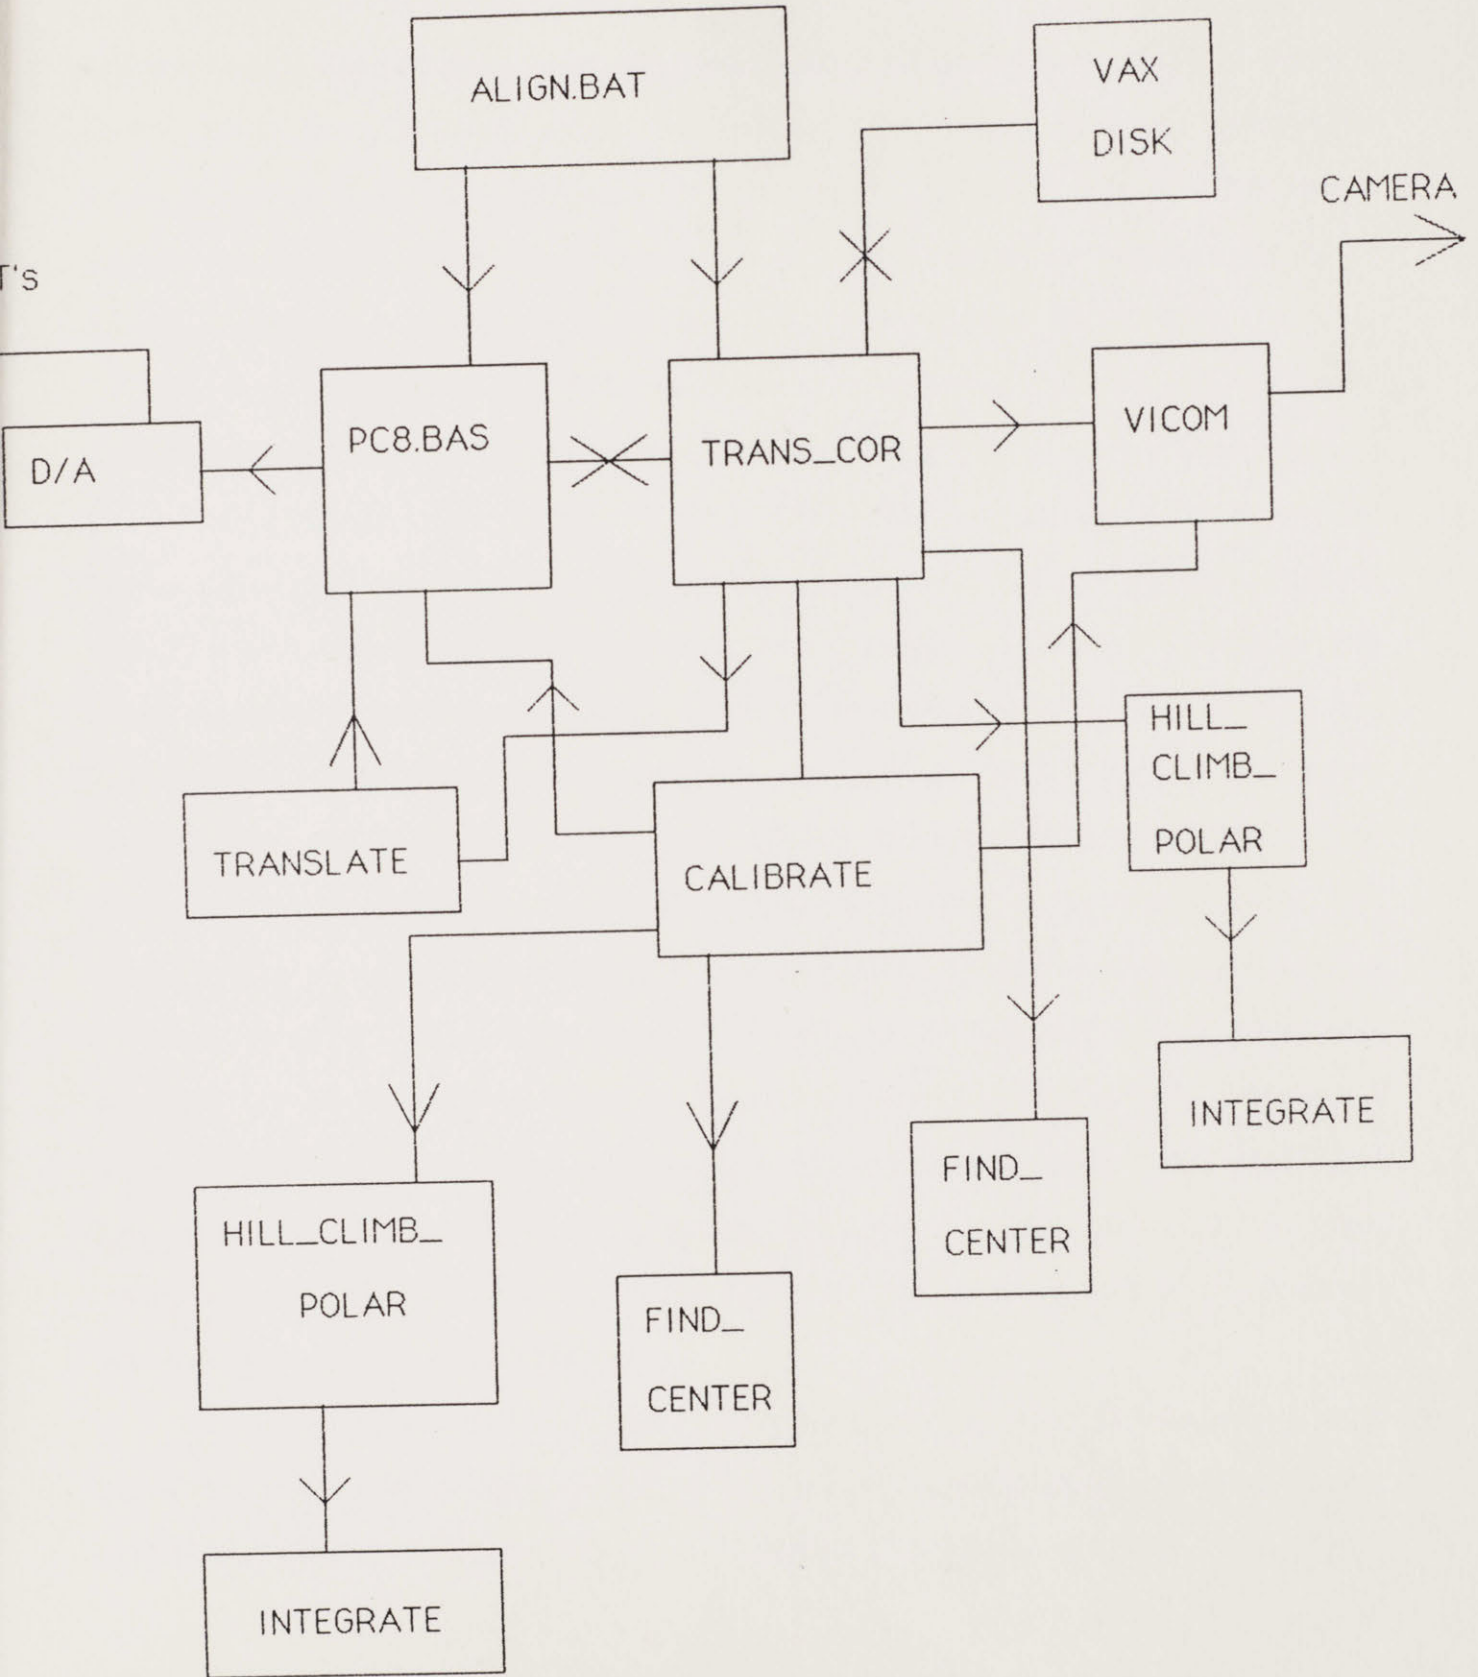 ALIGN.BAT
VAX
DISK
CAMERA
T'S
PC8.BAS
TRANS_COR
VICOM
D/A
HILL_
CLIMB_
POLAR
TRANSLATE
CALIBRATE
INTEGRATE
FIND_
CENTER
HILL_CLIMB_
POLAR
FIND_
CENTER
INTEGRATE